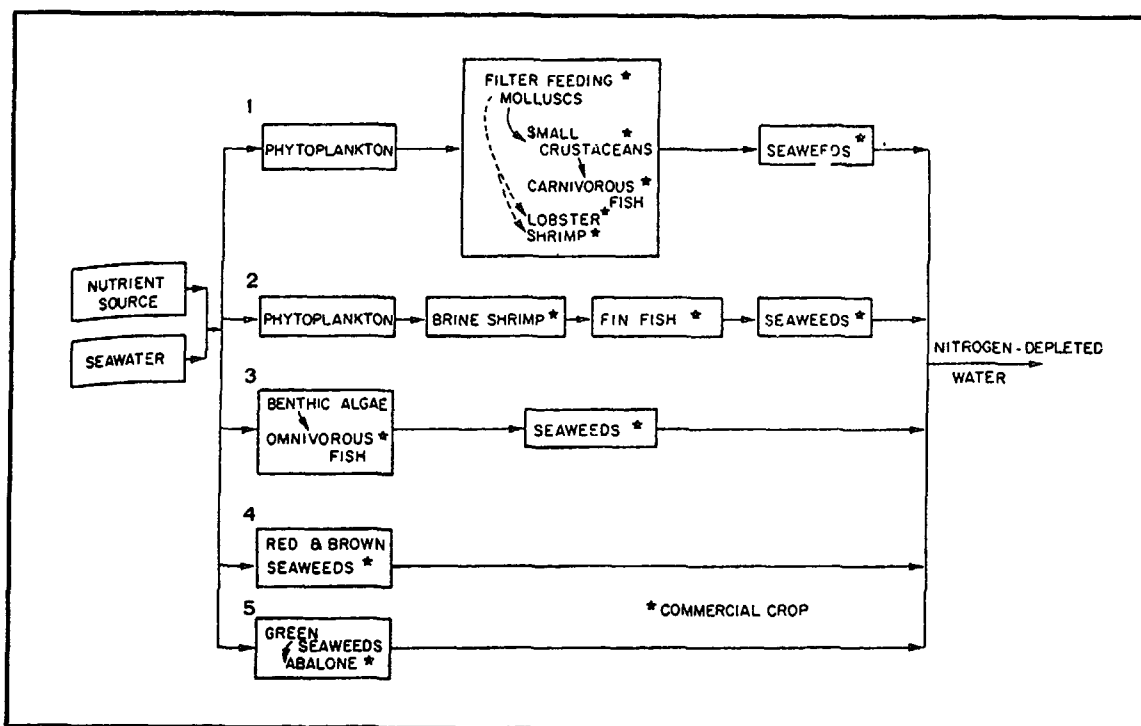 1
PHYTOPLANKTON
FILTER FEEDING *
MOLLUSCS
SMALL *
CRUSTACEANS
CARNIVOROUS *
FISH
LOBSTER *
SHRIMP *
SEAWEEDS *
NUTRIENT
SOURCE
SEAWATER
2
PHYTOPLANKTON
BRINE SHRIMP *
FIN FISH *
SEAWEEDS *
NITROGEN-DEPLETED
WATER
3
BENTHIC ALGAE
OMNIVOROUS *
FISH
SEAWEEDS *
4
RED & BROWN
SEAWEEDS *
5
GREEN
SEAWEEDS
ABALONE *
* COMMERCIAL CROP